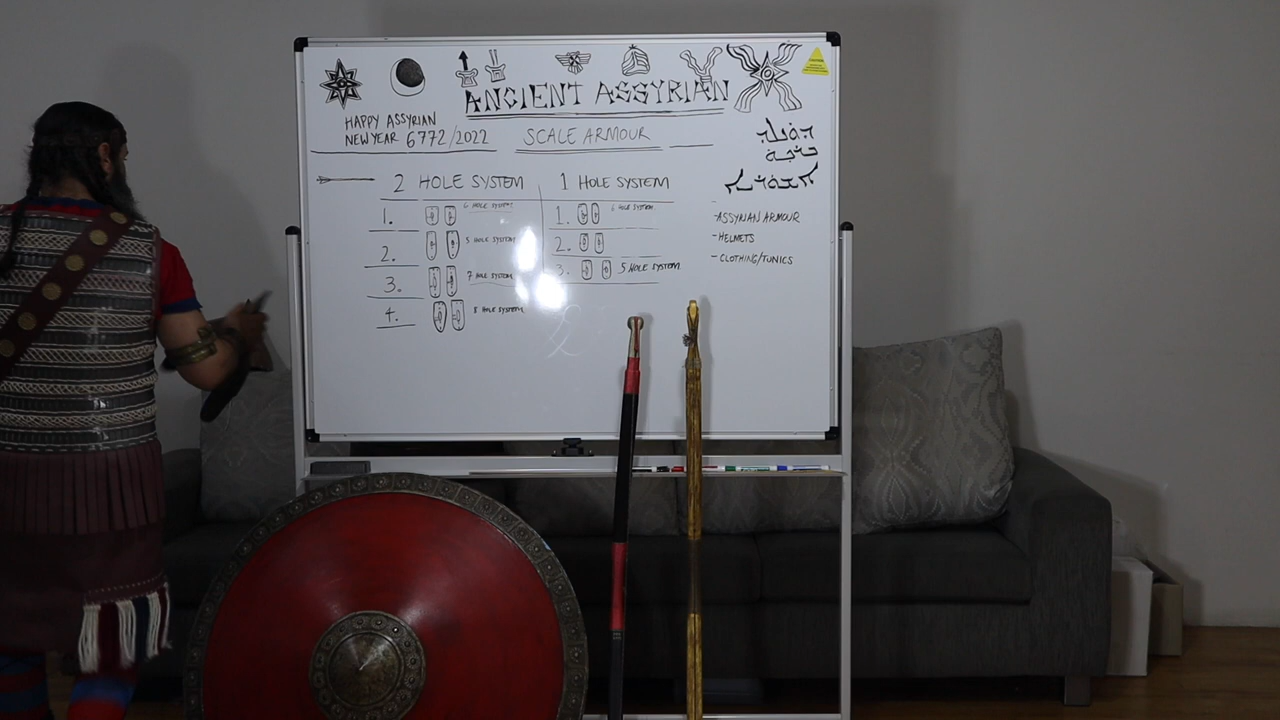 ANCIENT ASSYRIAN
HAPPY ASSYRIAN
NEW YEAR 6772/2022
SCALE ARMOUR
2 HOLE SYSTEM
1. 6 HOLE SYSTEM
2. 5 HOLE SYSTEM
3. 7 HOLE SYSTEM
4. 8 HOLE SYSTEM
1 HOLE SYSTEM
1. 6 HOLE SYSTEM
2.
3. 5 HOLE SYSTEM
-ASSYRIAN ARMOUR
-HELMETS
-CLOTHING/TUNICS